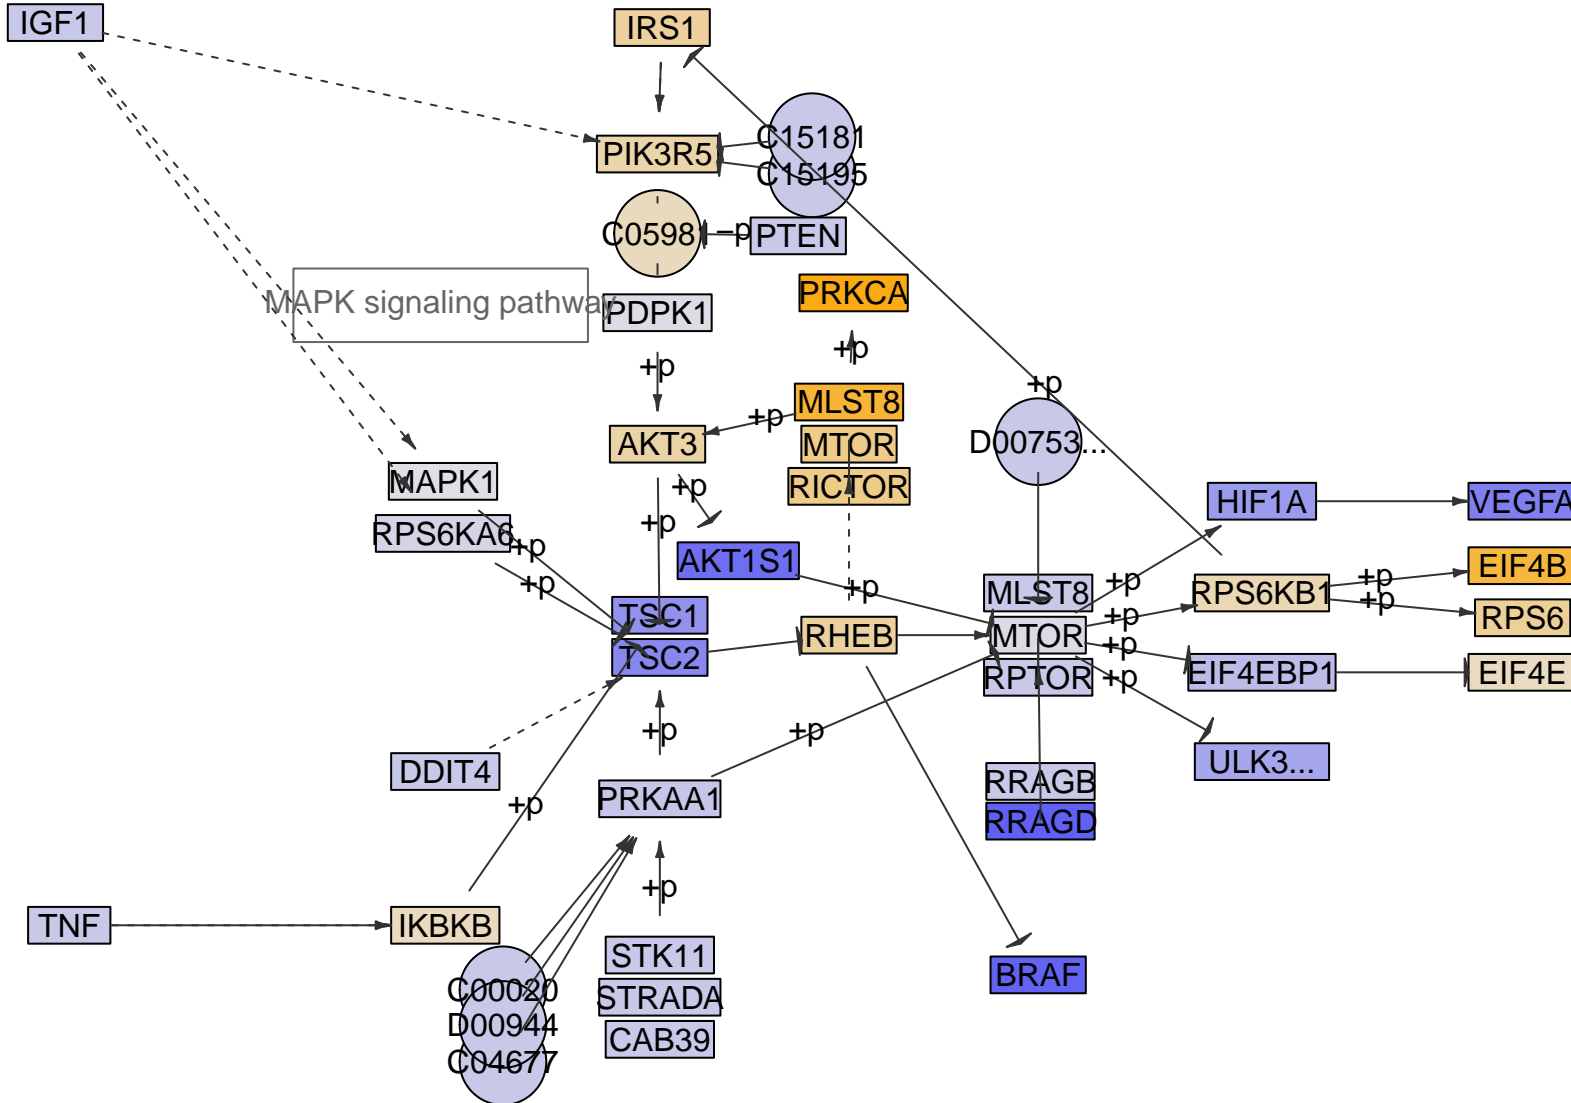 IGF1
IRS1
PIK3R5
C15181
C15195
C05981
-p
PTEN
MAPK signaling pathway
PDPK1
PRKCA
+p
+p
+p
MLST8
+p
AKT3
MTOR
D00753...
MAPK1
RICTOR
+p
HIF1A
VEGFA
RPS6KA6
+p
+p
AKT1S1
EIF4B
+p
+p
+p
+p
MLST8
RPS6KB1
+p
TSC1
+p
RPS6
RHEB
MTOR
+p
TSC2
RPTOR
+p
EIF4EBP1
EIF4E
+p
+p
DDIT4
ULK3...
PRKAA1
RRAGB
+p
RRAGD
+p
TNF
IKBKB
STK11
BRAF
C00020
STRADA
D00944
CAB39
C04677